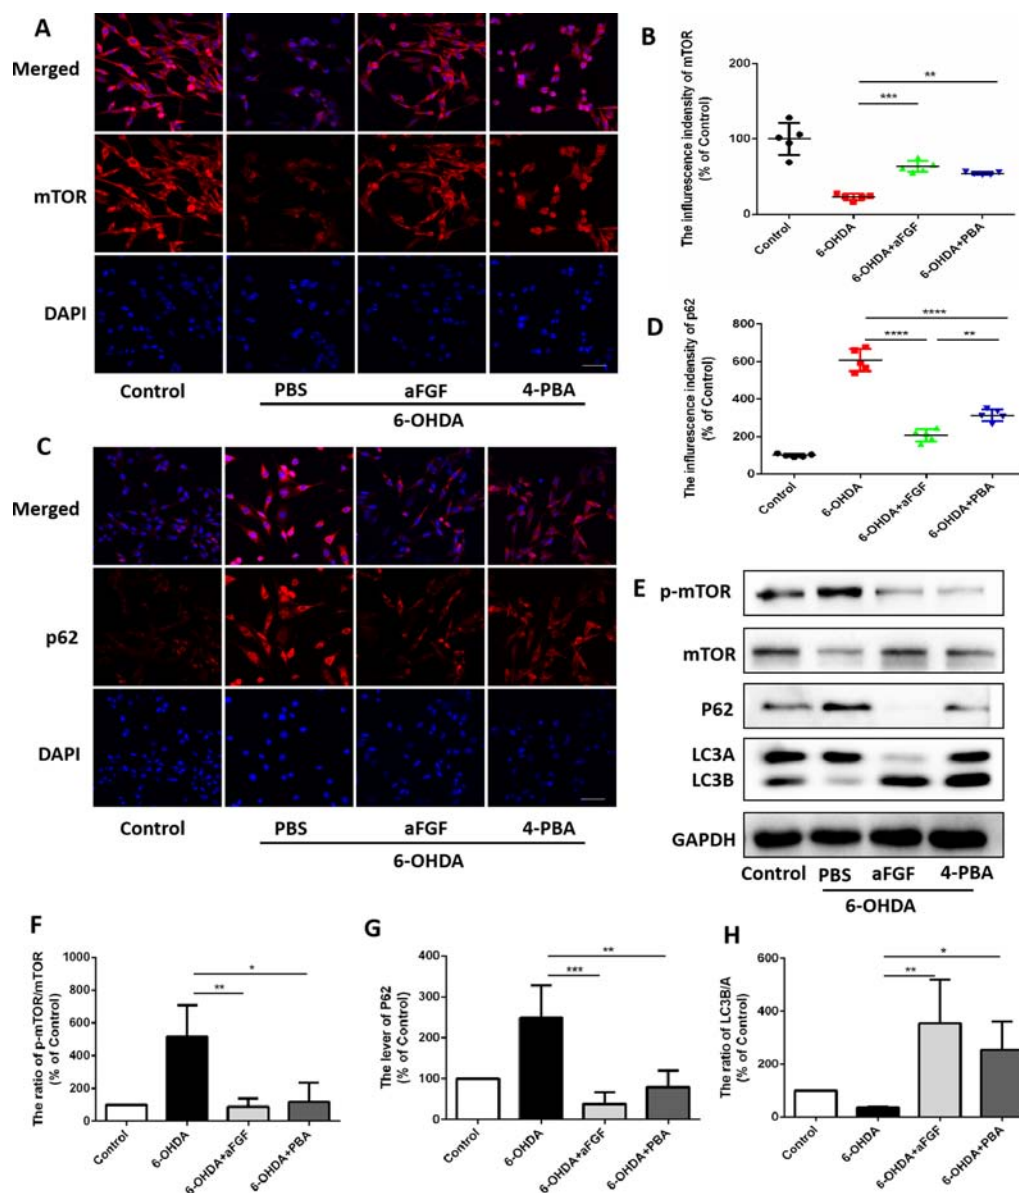 A
Merged
mTOR
DAPI
Control
PBS
aFGF
4-PBA
6-OHDA
B
The influrescence indensity of mTOR
(% of Control)
200
100
0
**
***
Control
6-OHDA
6-OHDA+aFGF
6-OHDA+PBA
C
Merged
p62
DAPI
Control
PBS
aFGF
4-PBA
6-OHDA
D
The influrescence indensity of p62
(% of Control)
800
600
400
200
0
****
****
**
Control
6-OHDA
6-OHDA+aFGF
6-OHDA+PBA
E
p-mTOR
mTOR
P62
LC3A
LC3B
GAPDH
Control
PBS
aFGF
4-PBA
6-OHDA
F
The ratio of p-mTOR/mTOR
(% of Control)
1000
800
600
400
200
0
*
**
Control
6-OHDA
6-OHDA+aFGF
6-OHDA+PBA
G
The lever of P62
(% of Control)
400
300
200
100
0
**
***
Control
6-OHDA
6-OHDA+aFGF
6-OHDA+PBA
H
The ratio of LC3B/A
(% of Control)
600
400
200
0
*
**
Control
6-OHDA
6-OHDA+aFGF
6-OHDA+PBA